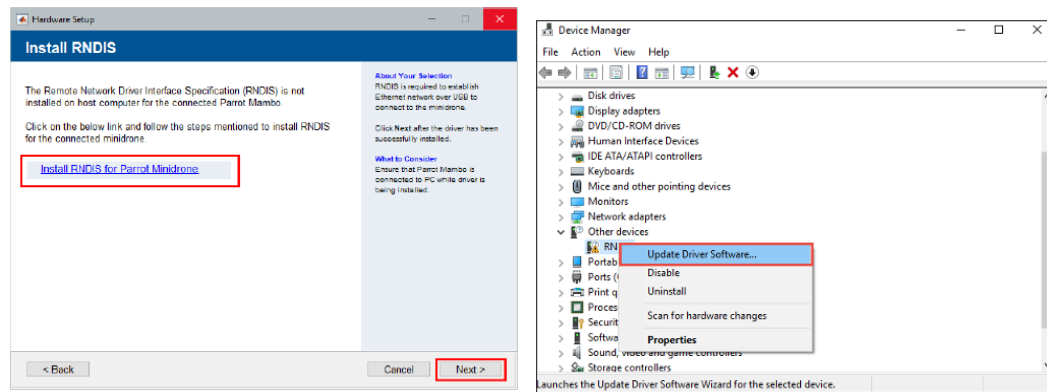 Hardware Setup
Install RNDIS
The Remote Network Driver Interface Specification (RNDIS) is not
installed on host computer for the connected Parrot Mambo.
Click on the below link and follow the steps mentioned to install RNDIS
for the connected minidrone.
Install RNDIS for Parrot Minidrone
About Your Selection
RNDIS is required to establish
Ethernet network over USB to
connect to the minidrone.
Click Next after the driver has been
successfully installed.
What to Consider
Ensure that Parrot Mambo is
connected to PC while driver is
being installed.
< Back
Cancel
Next >
Device Manager
File Action View Help
Disk drives
Display adapters
DVD/CD-ROM drives
Human Interface Devices
IDE ATA/ATAPI controllers
Keyboards
Mice and other pointing devices
Monitors
Network adapters
Other devices
RN
Update Driver Software...
Portab
Disable
Ports (
Uninstall
Print q
Proces
Scan for hardware changes
Securit
Softwa
Properties
Sound, video and game controllers
Storage controllers
Launches the Update Driver Software Wizard for the selected device.